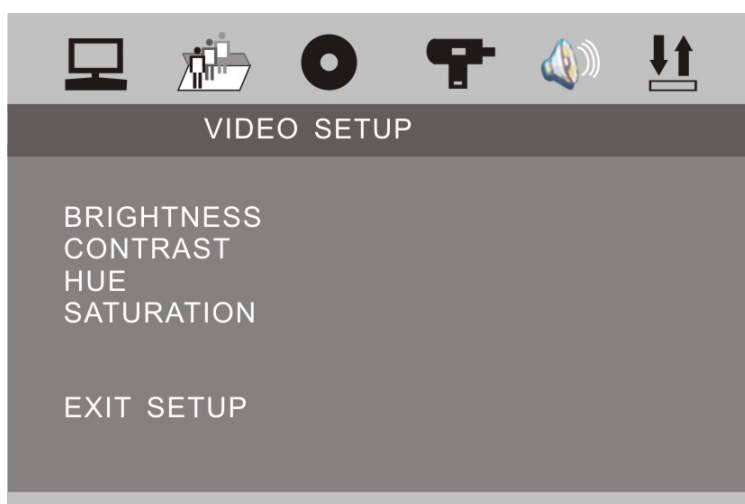 VIDEO SETUP
BRIGHTNESS
CONTRAST
HUE
SATURATION
EXIT SETUP